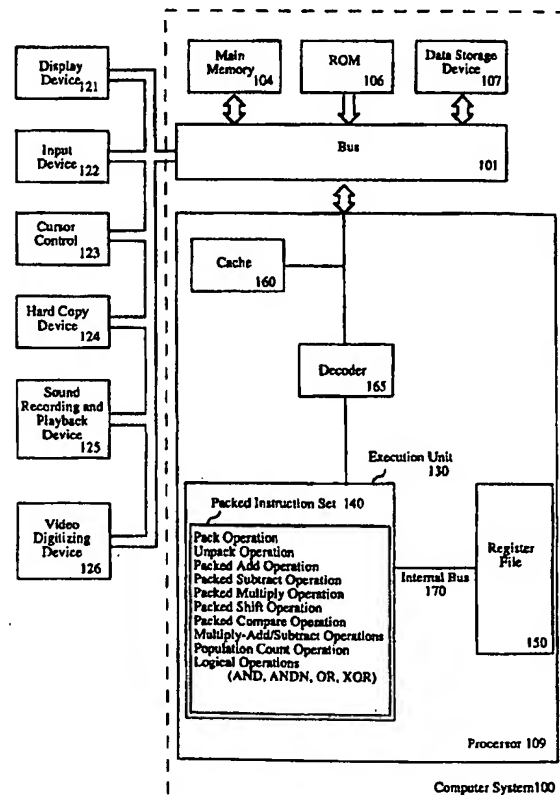 Display
Device
121
Input
Device
122
Cursor
Control
123
Hard Copy
Device
124
Sound
Recording and
Playback
Device
125
Video
Digitizing
Device
126
Main
Memory
104
ROM
106
Data Storage
Device
107
Bus
101
Cache
160
Decoder
165
Execution Unit
130
Packed Instruction Set 140
Pack Operation
Unpack Operation
Packed Add Operation
Packed Subtract Operation
Packed Multiply Operation
Packed Shift Operation
Packed Compare Operation
Multiply-Add/Subtract Operations
Population Count Operation
Logical Operations
(AND, ANDN, OR, XOR)
Internal Bus
170
Register
File
150
Processor 109
Computer System100